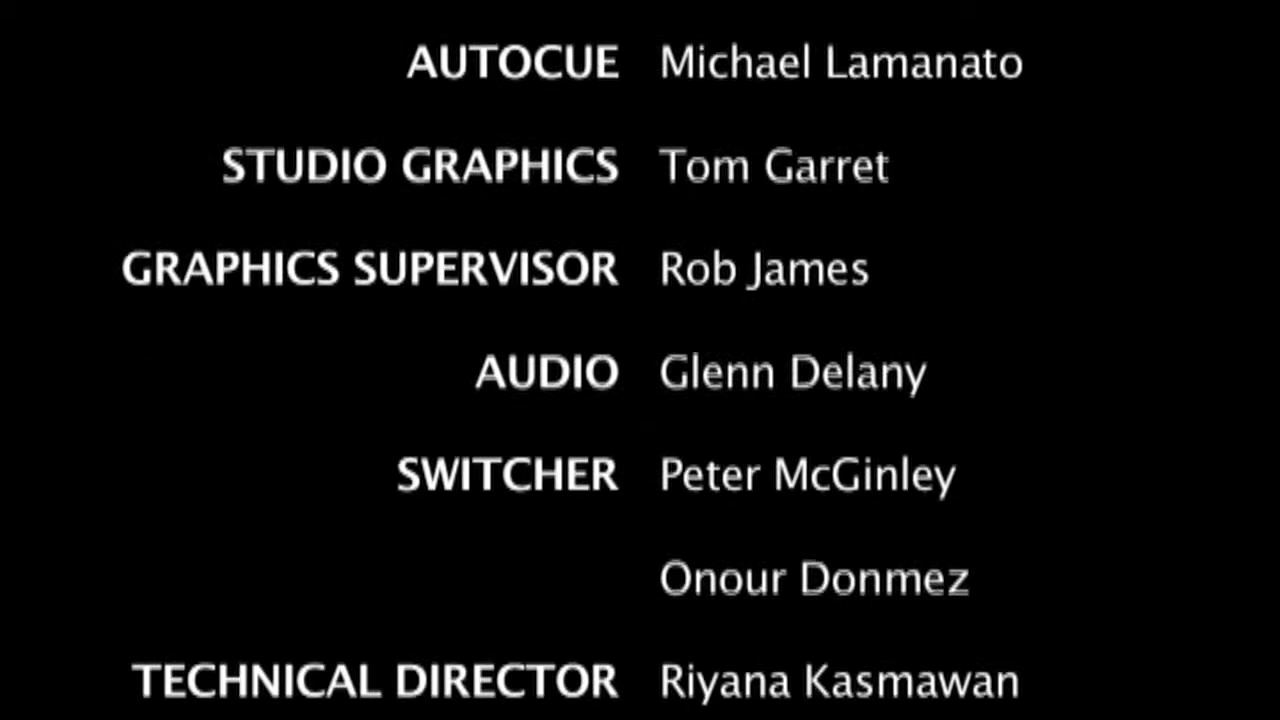 AUTOCUE Michael Lamanato
STUDIO GRAPHICS Tom Garret
GRAPHICS SUPERVISOR Rob James
AUDIO Glenn Delany
SWITCHER Peter McGinley
Onour Donmez
TECHNICAL DIRECTOR Riyana Kasmawan